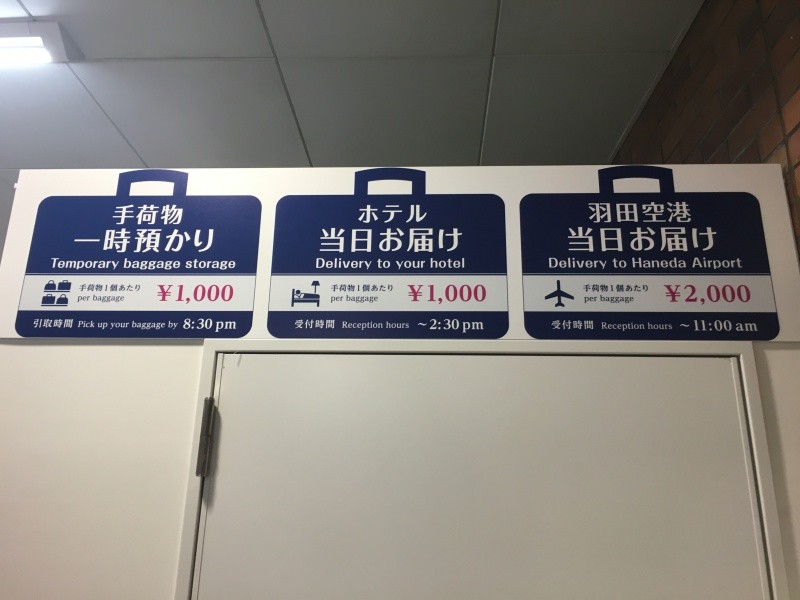 手荷物
一時預かり
Temporary baggage storage
手荷物1個あたり
per baggage
¥1,000
引取時間 Pick up your baggage by 8:30 pm
ホテル
当日お届け
Delivery to your hotel
手荷物1個あたり
per baggage
¥1,000
受付時間 Reception hours ～2:30 pm
羽田空港
当日お届け
Delivery to Haneda Airport
手荷物1個あたり
per baggage
¥2,000
受付時間 Reception hours ～11:00 am